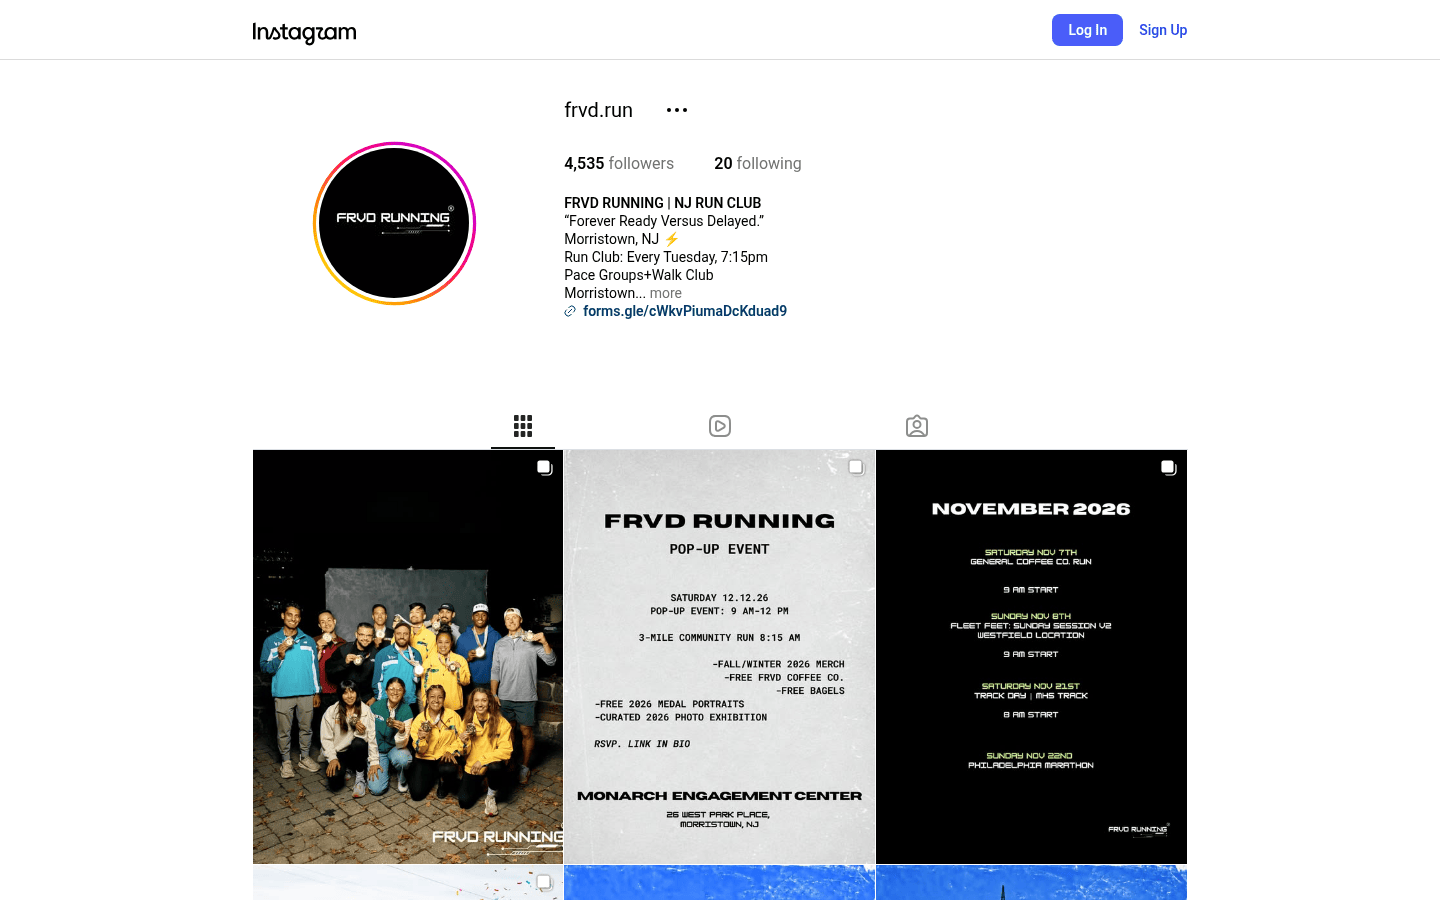 Instagram
Log In
Sign Up
frvd.run
4,535 followers
20 following
FRVD RUNNING
FRVD RUNNING | NJ RUN CLUB
“Forever Ready Versus Delayed.”
Morristown, NJ ⚡
Run Club: Every Tuesday, 7:15pm
Pace Groups+Walk Club
Morristown... more
forms.gle/cWkvPiumaDcKduad9
FRVD RUNNING
FRVD RUNNING
POP-UP EVENT
SATURDAY 12.12.26
POP-UP EVENT: 9 AM-12 PM
3-MILE COMMUNITY RUN 8:15 AM
-FALL/WINTER 2026 MERCH
-FREE FRVD COFFEE CO.
-FREE BAGELS
-FREE 2026 MEDAL PORTRAITS
-CURATED 2026 PHOTO EXHIBITION
RSVP. LINK IN BIO
MONARCH ENGAGEMENT CENTER
26 WEST PARK PLACE,
MORRISTOWN, NJ
NOVEMBER 2026
SATURDAY NOV 7TH
GENERAL COFFEE CO. RUN
9 AM START
SUNDAY NOV 8TH
FLEET FEET: SUNDAY SESSION V2
WESTFIELD LOCATION
9 AM START
SATURDAY NOV 21ST
TRACK DAY | MHS TRACK
8 AM START
SUNDAY NOV 22ND
PHILADELPHIA MARATHON
FRVD RUNNING